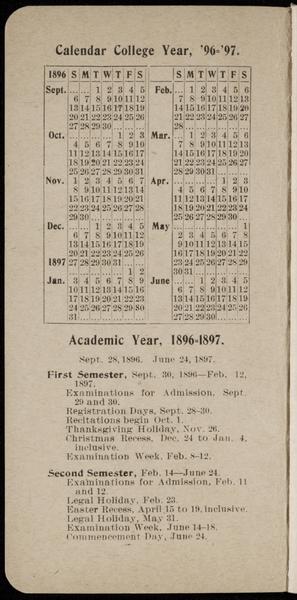 Calendar College Year, '96-'97.
1896 S M T W T F S
Sept. ... ... 1 2 3 4 5
6 7 8 9 10 11 12
13 14 15 16 17 18 19
20 21 22 23 24 25 26
27 28 29 30 ... ... ...
Oct. ... ... ... ... 1 2 3
4 5 6 7 8 9 10
11 12 13 14 15 16 17
18 19 20 21 22 23 24
25 26 27 28 29 30 31
Nov. 1 2 3 4 5 6 7
8 9 10 11 12 13 14
15 16 17 18 19 20 21
22 23 24 25 26 27 28
29 30 ... ... ... ... ...
Dec. ... ... 1 2 3 4 5
6 7 8 9 10 11 12
13 14 15 16 17 18 19
20 21 22 23 24 25 26
1897 27 28 29 30 31 ... ...
... ... ... ... ... 1 2
Jan. 3 4 5 6 7 8 9
10 11 12 13 14 15 16
17 18 19 20 21 22 23
24 25 26 27 28 29 30
31 ... ... ... ... ... ...
S M T W T F S
Feb. ... 1 2 3 4 5 6
7 8 9 10 11 12 13
14 15 16 17 18 19 20
21 22 23 24 25 26 27
28 ... ... ... ... ... ...
Mar. ... 1 2 3 4 5 6
7 8 9 10 11 12 13
14 15 16 17 18 19 20
21 22 23 24 25 26 27
28 29 30 31 ... ... ...
Apr. ... ... ... ... 1 2 3
4 5 6 7 8 9 10
11 12 13 14 15 16 17
18 19 20 21 22 23 24
25 26 27 28 29 30 ...
May ... ... ... ... ... ... 1
2 3 4 5 6 7 8
9 10 11 12 13 14 15
16 17 18 19 20 21 22
23 24 25 26 27 28 29
30 31 ... ... ... ... ...
June ... ... 1 2 3 4 5
6 7 8 9 10 11 12
13 14 15 16 17 18 19
20 21 22 23 24 25 26
27 28 29 30 ... ... ...
Academic Year, 1896-1897.
Sept. 28, 1896. June 24, 1897.
First Semester, Sept. 30, 1896—Feb. 12,
1897.
Examinations for Admission, Sept.
29 and 30.
Registration Days, Sept. 28-30.
Recitations begin Oct. 1.
Thanksgiving Holiday, Nov. 26.
Christmas Recess, Dec. 24 to Jan. 4,
inclusive.
Examination Week, Feb. 8-12.
Second Semester, Feb. 14—June 24.
Examinations for Admission, Feb. 11
and 12.
Legal Holiday, Feb. 23.
Easter Recess, April 15 to 19, inclusive.
Legal Holiday, May 31.
Examination Week, June 14-18.
Commencement Day, June 24.